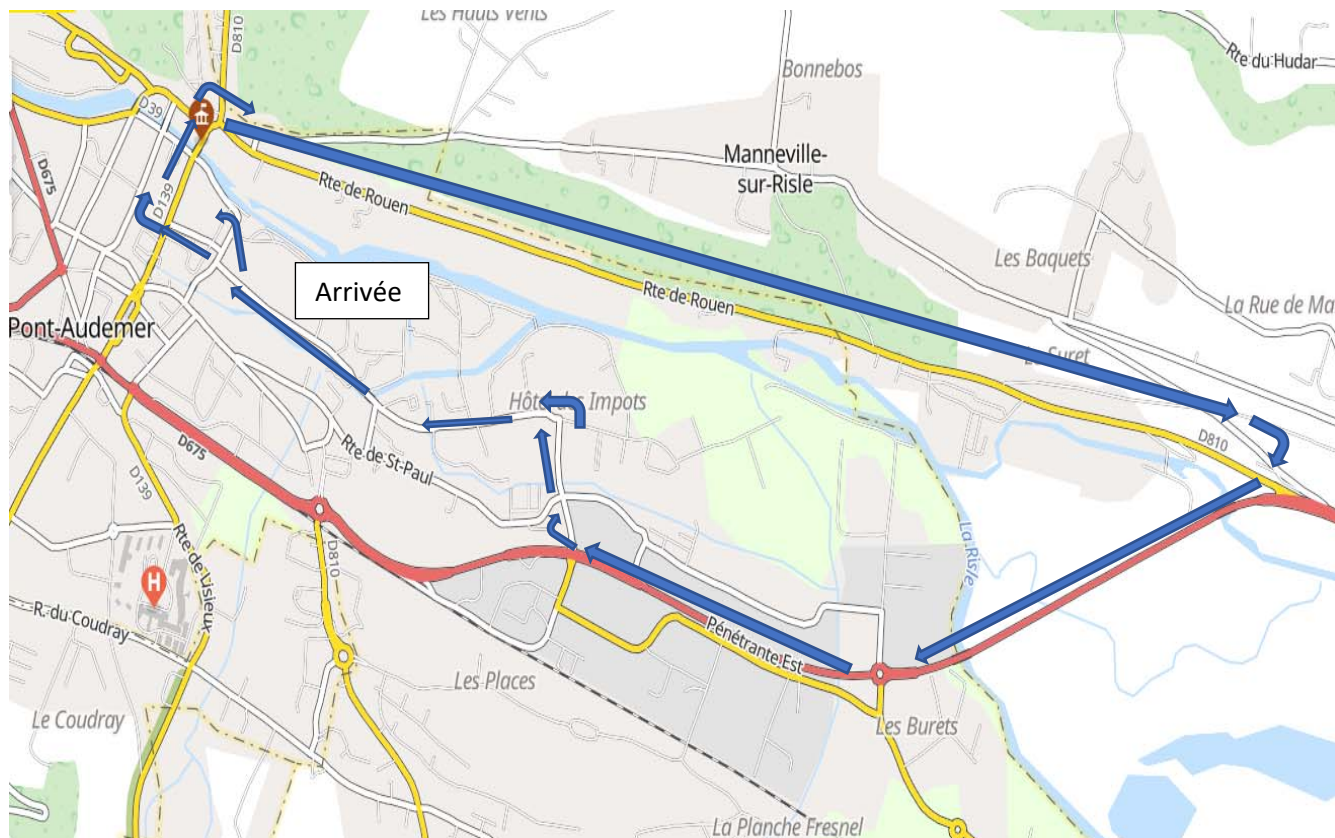 Les Hauts Vents
D810
Rte du Hudar
Bonnebos
D39
D675
Manneville-
sur-Risle
Rte de Rouen
D139
Les Baquets
Arrivée
Rte de Rouen
La Rue de Ma
Pont-Audemer
Hôtel des Impots
D810
D675
Rte de St-Paul
D139
La Risle
Rte de Lisieux
D810
H
R. du Coudray
Pénétrante Est
Les Places
Le Coudray
Les Burets
La Planche Fresnel